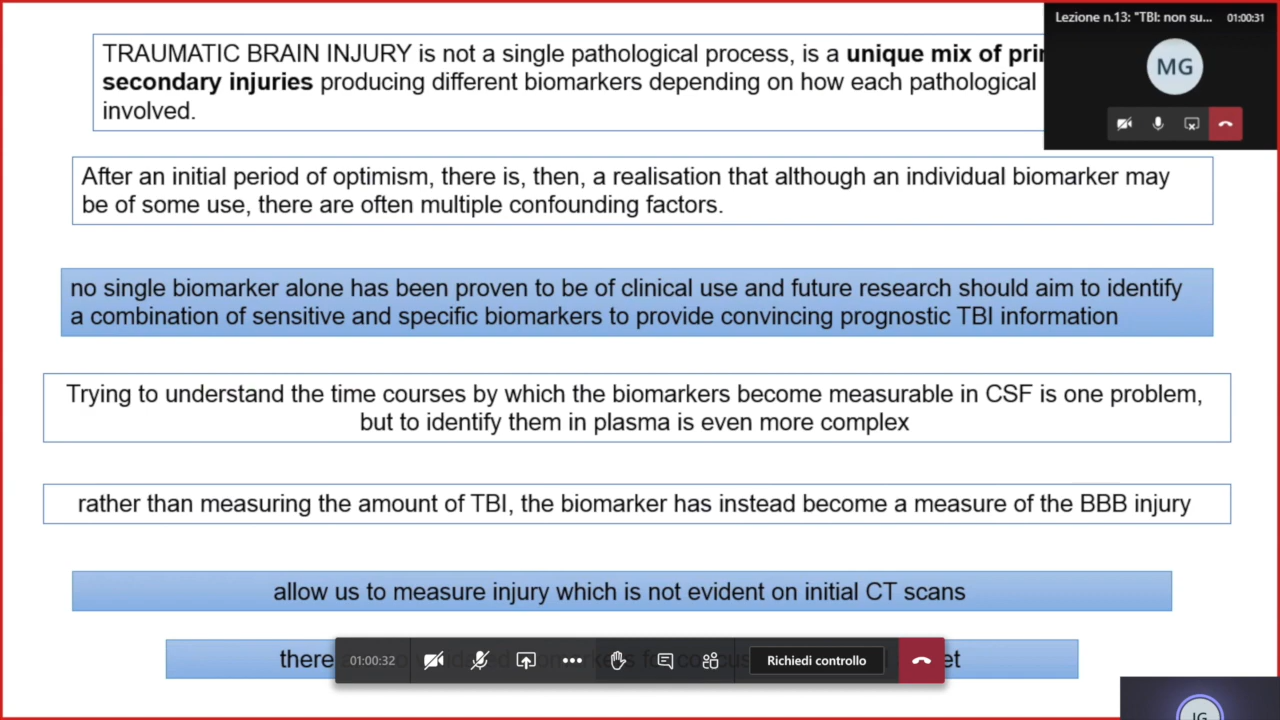 TRAUMATIC BRAIN INJURY is not a single pathological process, is a unique mix of
secondary injuries producing different biomarkers depending on how each pathological
involved.
Lezione n.13: "TBI: non su... 01:00:31
MG
After an initial period of optimism, there is, then, a realisation that although an individual biomarker may
be of some use, there are often multiple confounding factors.
no single biomarker alone has been proven to be of clinical use and future research should aim to identify
a combination of sensitive and specific biomarkers to provide convincing prognostic TBI information
Trying to understand the time courses by which the biomarkers become measurable in CSF is one problem,
but to identify them in plasma is even more complex
rather than measuring the amount of TBI, the biomarker has instead become a measure of the BBB injury
allow us to measure injury which is not evident on initial CT scans
there
01:00:32
Richiedi controllo